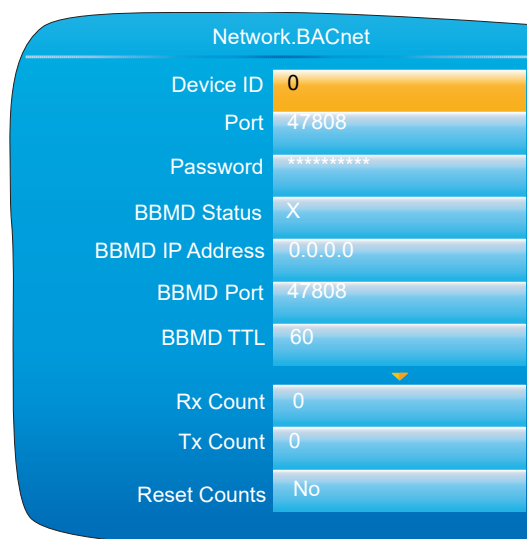 Network.BACnet
Device ID 0
Port 47808
Password **********
BBMD Status X
BBMD IP Address 0.0.0.0
BBMD Port 47808
BBMD TTL 60
Rx Count 0
Tx Count 0
Reset Counts No